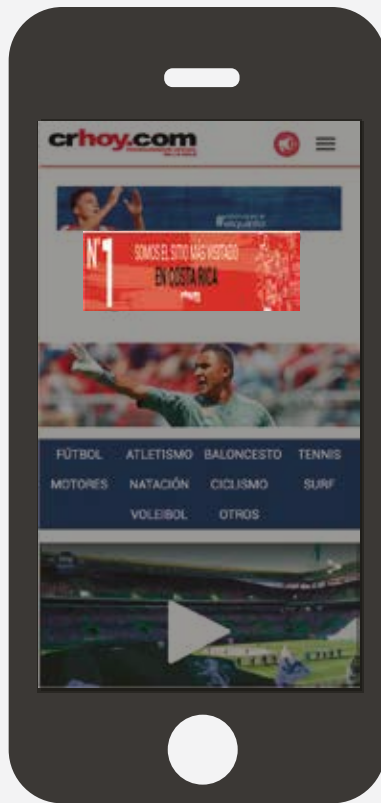 crhoy.com
Nº1
SOMOS EL SITIO MÁS VISITADO
EN COSTA RICA
FÚTBOL ATLETISMO BALONCESTO TENNIS
MOTORES NATACIÓN CICLISMO SURF
VOLEIBOL OTROS